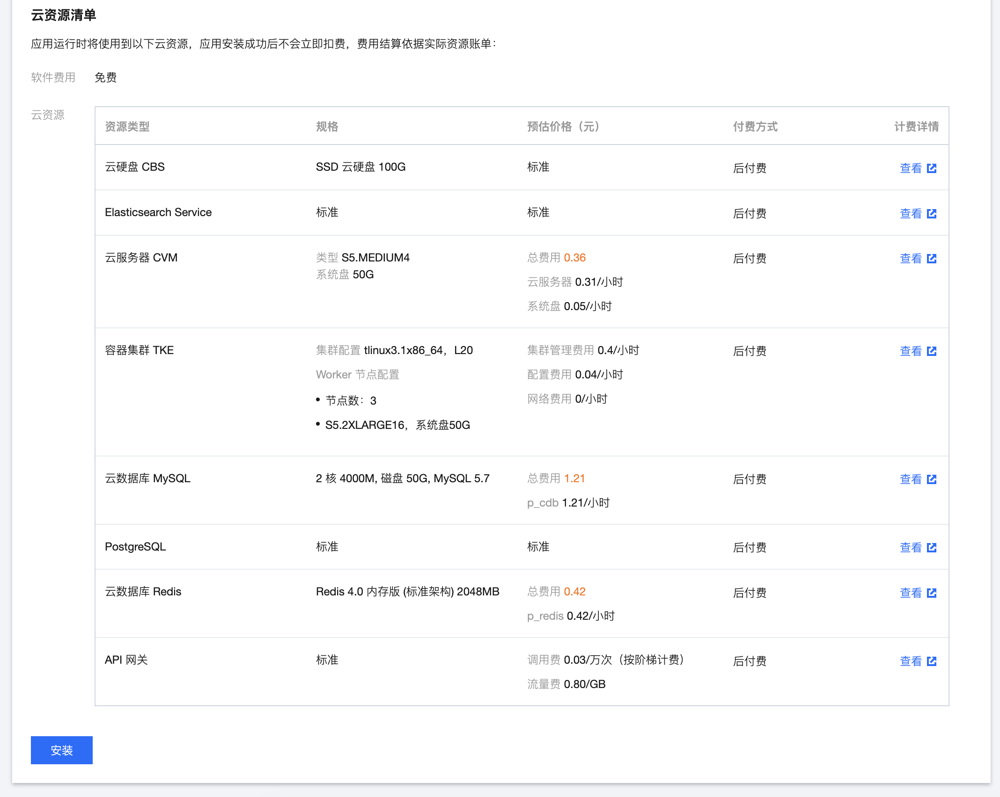 云资源清单
应用运行时将使用到以下云资源，应用安装成功后不会立即扣费，费用结算依据实际资源账单：
软件费用 免费
云资源
资源类型 规格 预估价格（元） 付费方式 计费详情
云硬盘 CBS SSD 云硬盘 100G 标准 后付费 查看
Elasticsearch Service 标准 标准 后付费 查看
云服务器 CVM 类型 S5.MEDIUM4 总费用 0.36 后付费 查看
系统盘 50G
云服务器 0.31/小时
系统盘 0.05/小时
容器集群 TKE 集群配置 tlinux3.1x86_64，L20 集群管理费用 0.4/小时 后付费 查看
Worker 节点配置 配置费用 0.04/小时
• 节点数：3 网络费用 0/小时
• S5.2XLARGE16，系统盘50G
云数据库 MySQL 2 核 4000M, 磁盘 50G, MySQL 5.7 总费用 1.21 后付费 查看
p_cdb 1.21/小时
PostgreSQL 标准 标准 后付费 查看
云数据库 Redis Redis 4.0 内存版 (标准架构) 2048MB 总费用 0.42 后付费 查看
p_redis 0.42/小时
API 网关 标准 调用费 0.03/万次（按阶梯计费） 后付费 查看
流量费 0.80/GB
安装